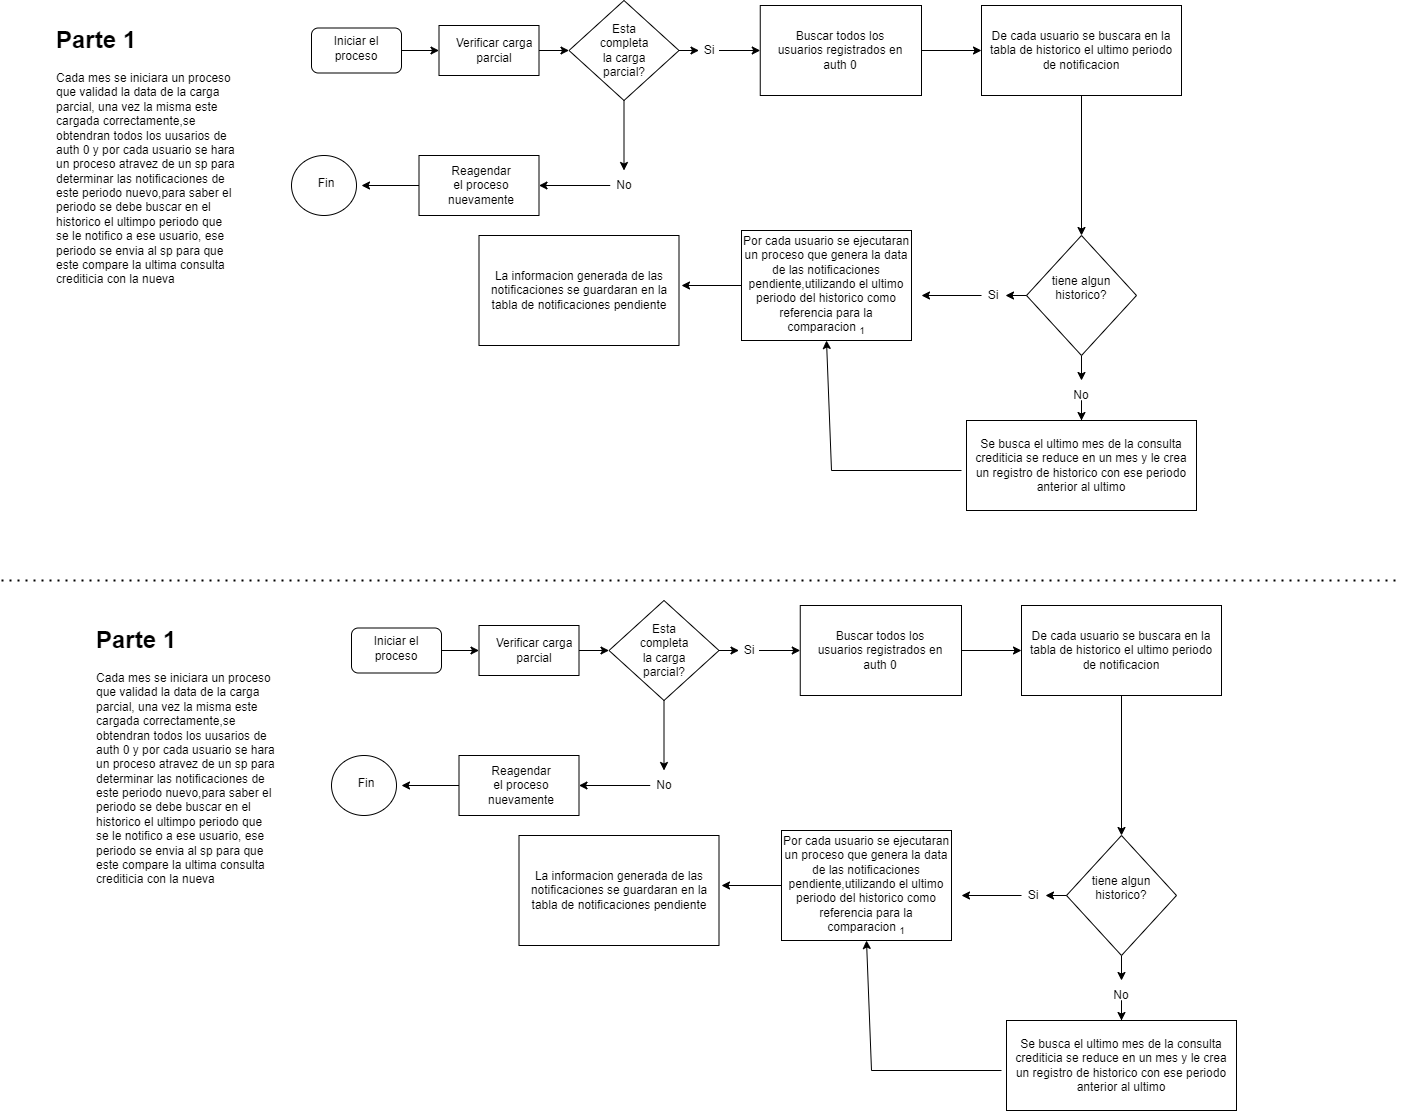 Parte 1
Cada mes se iniciara un proceso
que validad la data de la carga
parcial, una vez la misma este
cargada correctamente,se
obtendran todos los uusarios de
auth 0 y por cada usuario se hara
un proceso atravez de un sp para
determinar las notificaciones de
este periodo nuevo,para saber el
periodo se debe buscar en el
historico el ultimpo periodo que
se le notifico a ese usuario, ese
periodo se envia al sp para que
este compare la ultima consulta
crediticia con la nueva
Iniciar el
proceso
Verificar carga
parcial
Esta
completa
la carga
parcial?
Si
Buscar todos los
usuarios registrados en
auth 0
De cada usuario se buscara en la
tabla de historico el ultimo periodo
de notificacion
No
Reagendar
el proceso
nuevamente
Fin
tiene algun
historico?
Si
Por cada usuario se ejecutaran
un proceso que genera la data
de las notificaciones
pendiente,utilizando el ultimo
periodo del historico como
referencia para la
comparacion 1
La informacion generada de las
notificaciones se guardaran en la
tabla de notificaciones pendiente
No
Se busca el ultimo mes de la consulta
crediticia se reduce en un mes y le crea
un registro de historico con ese periodo
anterior al ultimo
Parte 1
Cada mes se iniciara un proceso
que validad la data de la carga
parcial, una vez la misma este
cargada correctamente,se
obtendran todos los uusarios de
auth 0 y por cada usuario se hara
un proceso atravez de un sp para
determinar las notificaciones de
este periodo nuevo,para saber el
periodo se debe buscar en el
historico el ultimpo periodo que
se le notifico a ese usuario, ese
periodo se envia al sp para que
este compare la ultima consulta
crediticia con la nueva
Iniciar el
proceso
Verificar carga
parcial
Esta
completa
la carga
parcial?
Si
Buscar todos los
usuarios registrados en
auth 0
De cada usuario se buscara en la
tabla de historico el ultimo periodo
de notificacion
No
Reagendar
el proceso
nuevamente
Fin
tiene algun
historico?
Si
Por cada usuario se ejecutaran
un proceso que genera la data
de las notificaciones
pendiente,utilizando el ultimo
periodo del historico como
referencia para la
comparacion 1
La informacion generada de las
notificaciones se guardaran en la
tabla de notificaciones pendiente
No
Se busca el ultimo mes de la consulta
crediticia se reduce en un mes y le crea
un registro de historico con ese periodo
anterior al ultimo